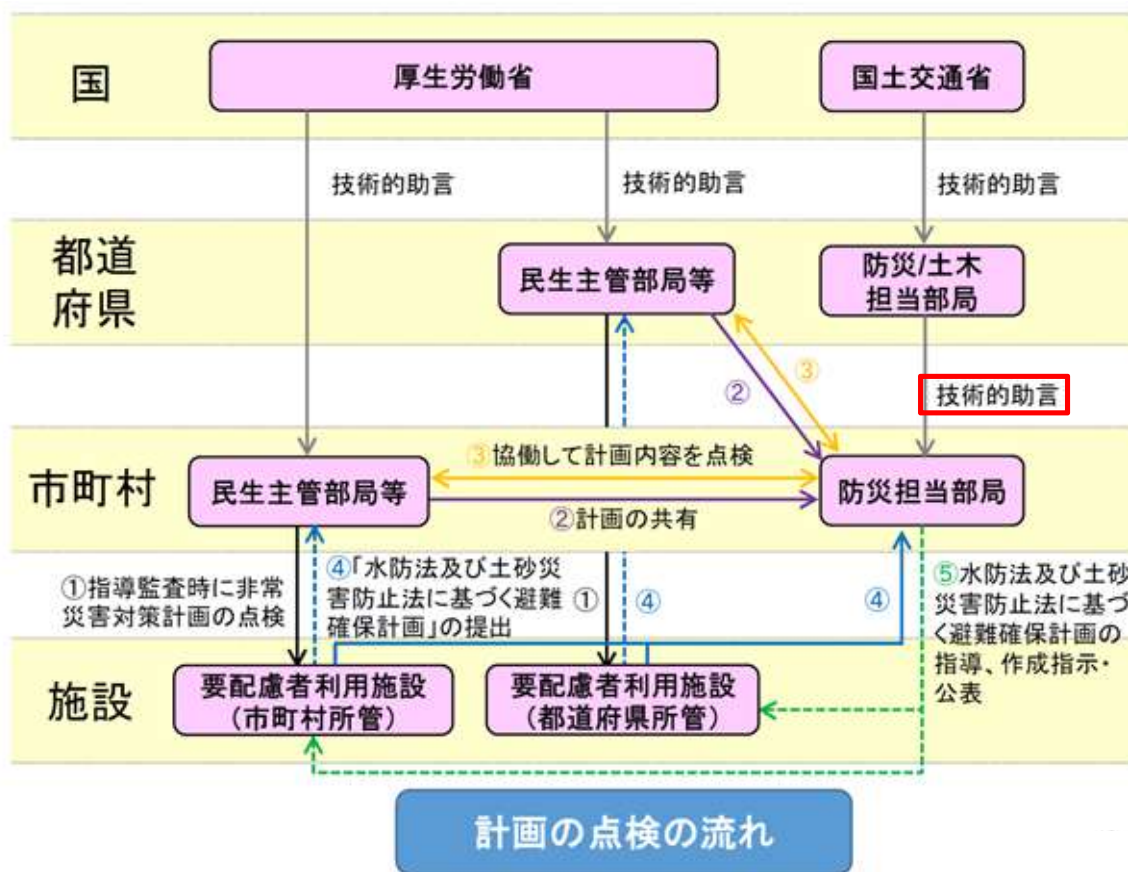 国
厚生労働省
国土交通省
技術的助言
技術的助言
技術的助言
都道
府県
民生主管部局等
防災/土木
担当部局
②
③
技術的助言
市町村
民生主管部局等
③協働して計画内容を点検
②計画の共有
防災担当部局
①指導監査時に非常
災害対策計画の点検
④「水防法及び土砂災
害防止法に基づく避難
確保計画」の提出
①
④
④
⑤水防法及び土砂
災害防止法に基づ
く避難確保計画の
指導、作成指示・
公表
施設
要配慮者利用施設
（市町村所管）
要配慮者利用施設
（都道府県所管）
計画の点検の流れ